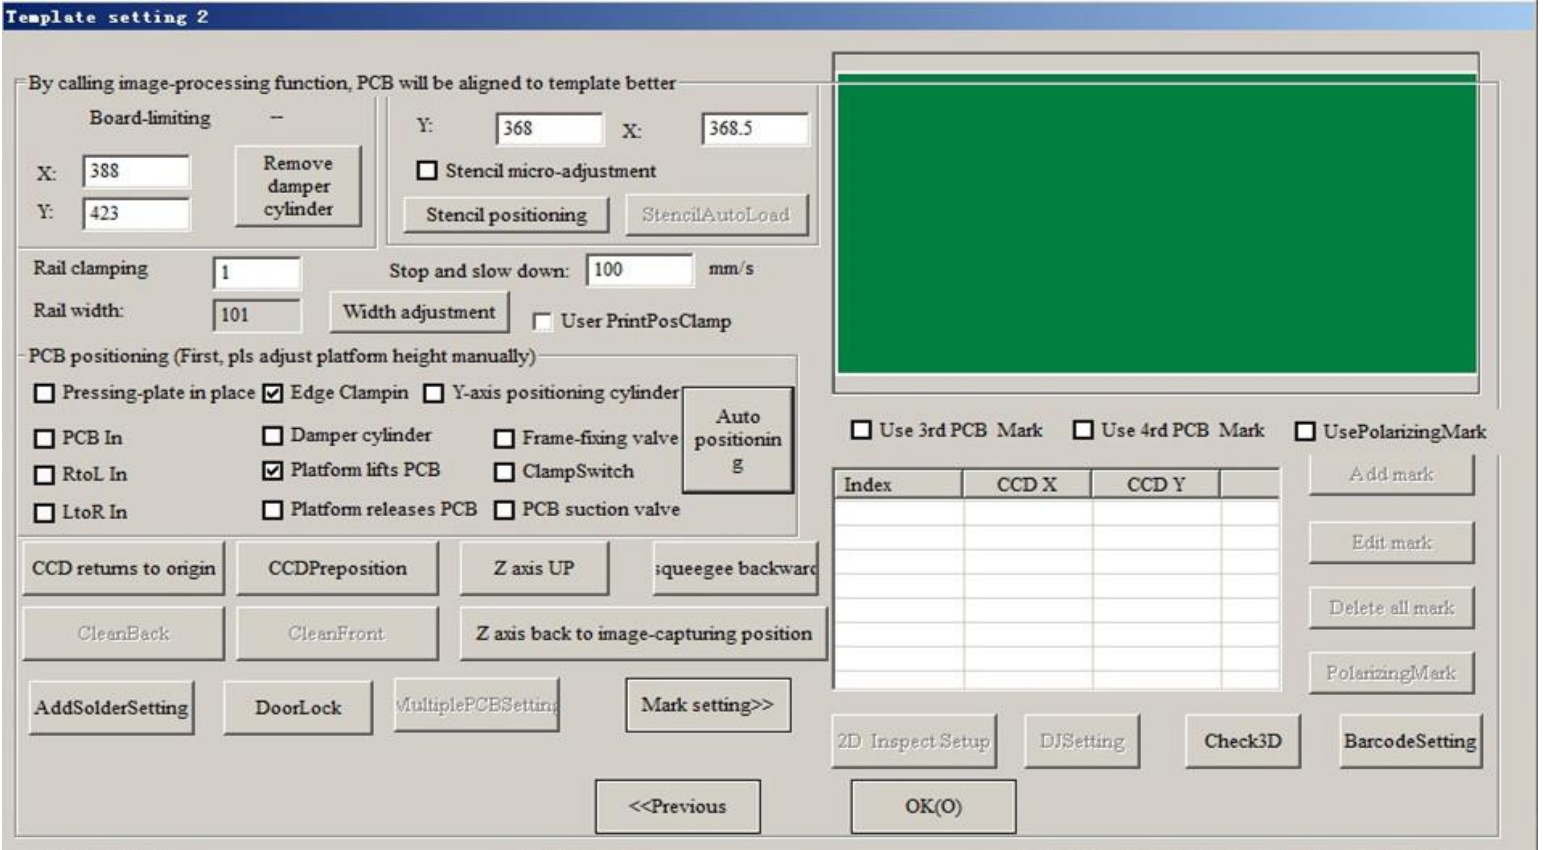 Template setting 2
By calling image-processing function, PCB will be aligned to template better
Board-limiting --
X: 388
Y: 423
Remove
damper
cylinder
Y: 368 X: 368.5
Stencil micro-adjustment
Stencil positioning StencilAutoLoad
Rail clamping 1 Stop and slow down: 100 mm/s
Rail width: 101 Width adjustment User PrintPosClamp
PCB positioning (First, pls adjust platform height manually)
Pressing-plate in place Edge Clampin Y-axis positioning cylinder
PCB In Damper cylinder Frame-fixing valve
RtoL In Platform lifts PCB ClampSwitch
LtoR In Platform releases PCB PCB suction valve
Auto
positionin
g
CCD returns to origin CCDPreposition Z axis UP squeegee backward
CleanBack CleanFront Z axis back to image-capturing position
AddSolderSetting DoorLock MultiplePCBSetting Mark setting>>
Use 3rd PCB Mark Use 4rd PCB Mark UsePolarizingMark
Index CCD X CCD Y
Add mark
Edit mark
Delete all mark
PolarizingMark
2D Inspect Setup DJSetting Check3D BarcodeSetting
<<Previous OK(O)